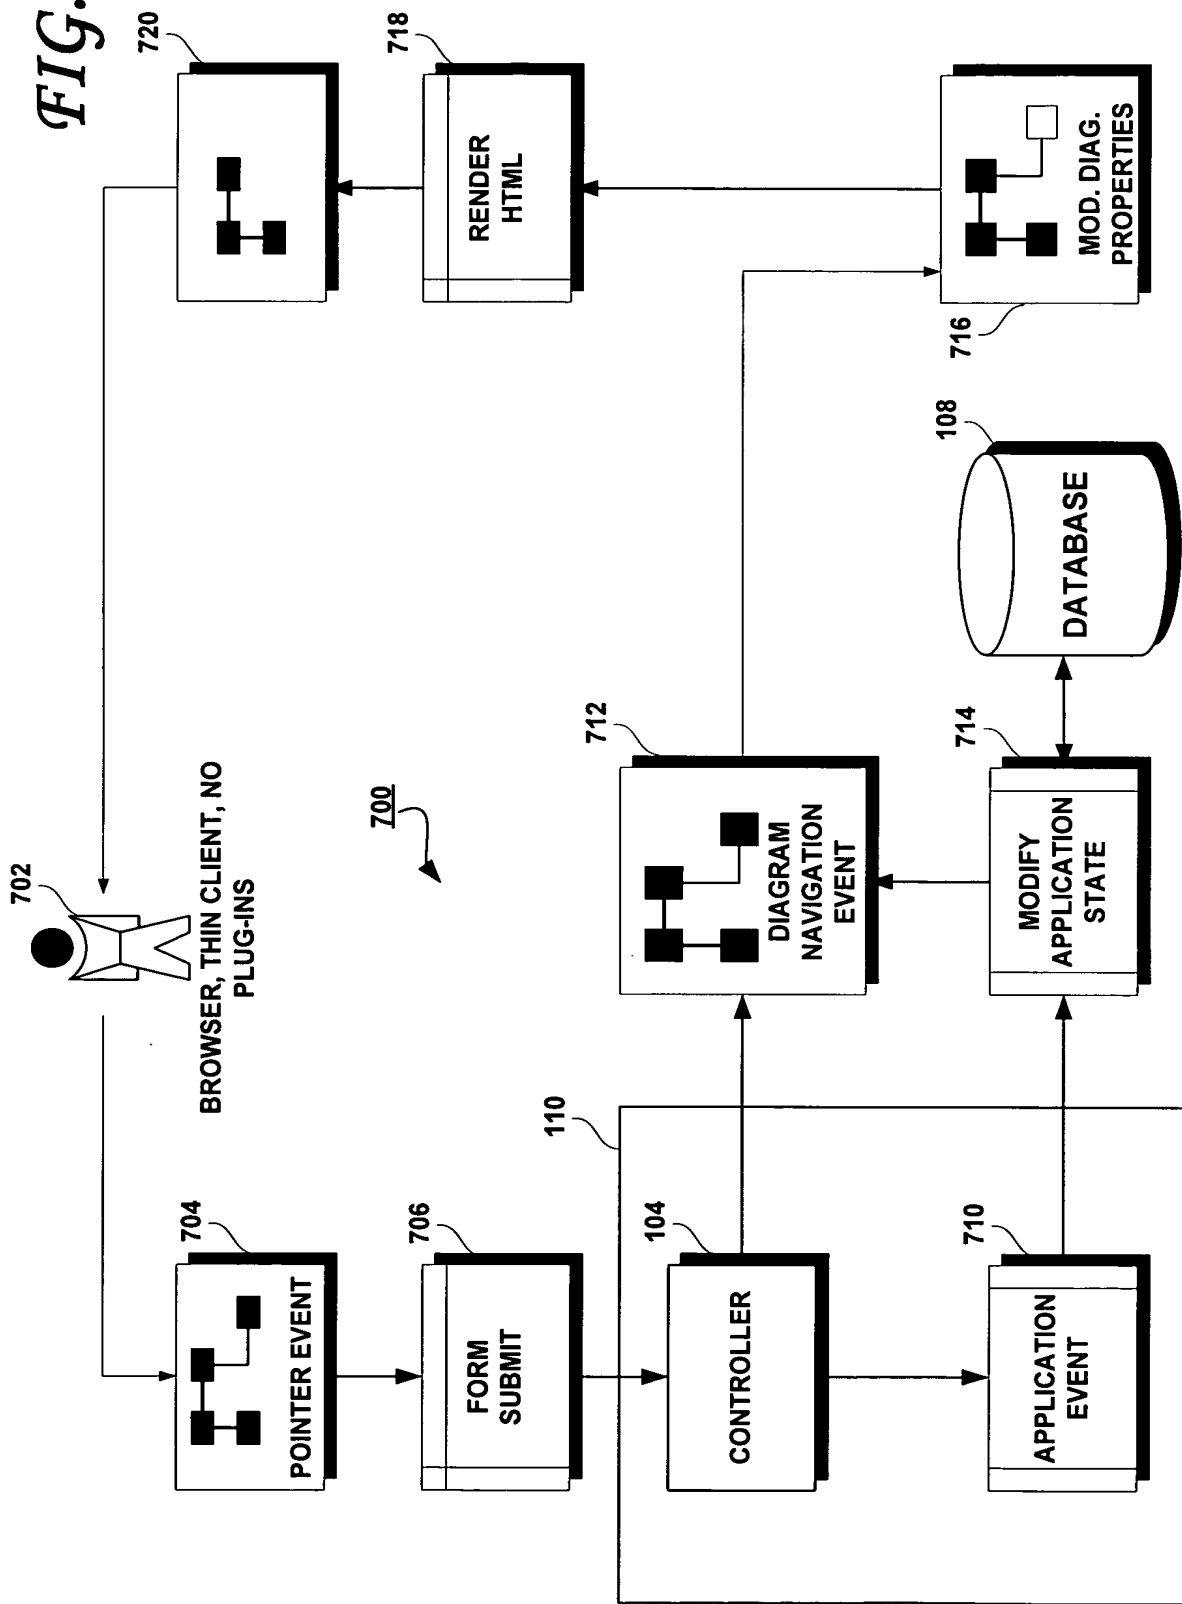 FIG.
720
718
RENDER
HTML
MOD. DIAG.
PROPERTIES
716
702
BROWSER, THIN CLIENT, NO
PLUG-INS
700
712
DIAGRAM
NAVIGATION
EVENT
714
MODIFY
APPLICATION
STATE
108
DATABASE
704
POINTER EVENT
706
FORM
SUBMIT
110
104
CONTROLLER
710
APPLICATION
EVENT